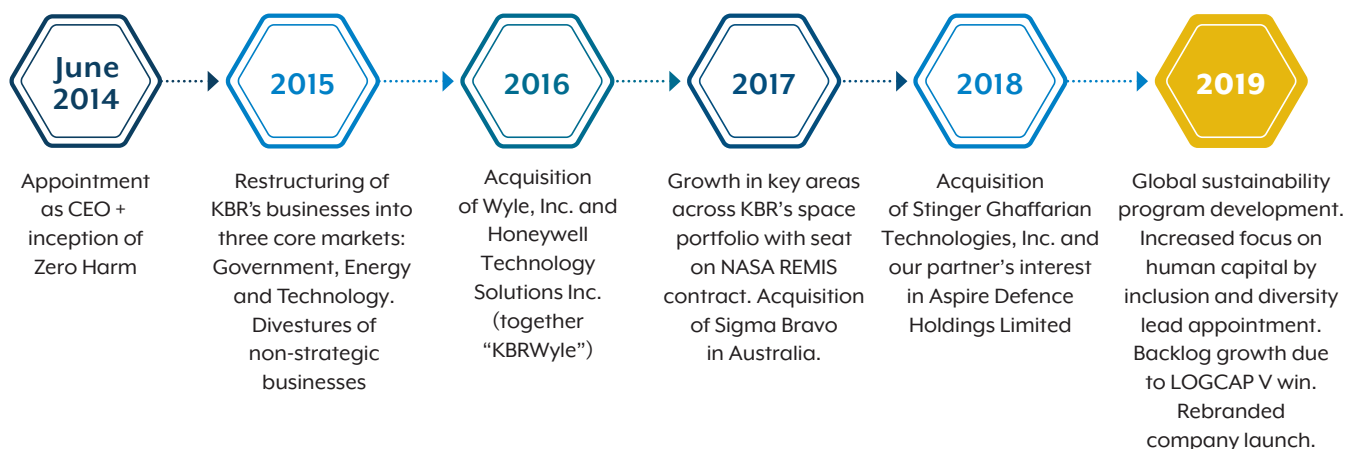 June
2014
2015
2016
2017
2018
2019
Appointment
as CEO +
inception of
Zero Harm
Restructuring of
KBR's businesses into
three core markets:
Government, Energy
and Technology.
Divestures of
non-strategic
businesses
Acquisition
of Wyle, Inc. and
Honeywell
Technology
Solutions Inc.
(together
“KBRWyle”)
Growth in key areas
across KBR’s space
portfolio with seat
on NASA REMIS
contract. Acquisition
of Sigma Bravo
in Australia.
Acquisition
of Stinger Ghaffarian
Technologies, Inc. and
our partner’s interest
in Aspire Defence
Holdings Limited
Global sustainability
program development.
Increased focus on
human capital by
inclusion and diversity
lead appointment.
Backlog growth due
to LOGCAP V win.
Rebranded
company launch.